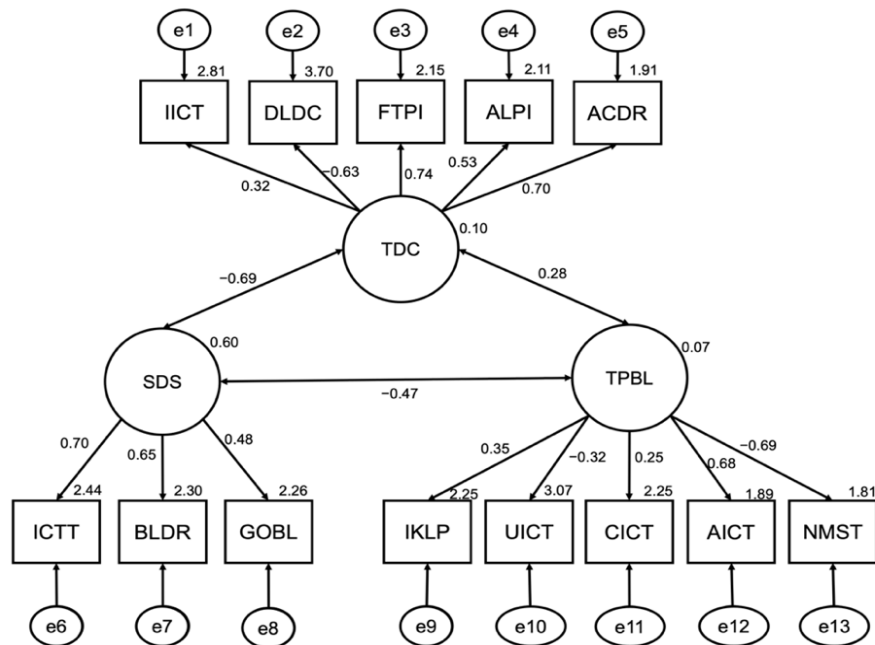 e1 e2 e3 e4 e5
2.81 3.70 2.15 2.11 1.91
IICT DLDC FTPI ALPI ACDR
0.32 −0.63 0.74 0.53 0.70
0.10
TDC
−0.69 0.28
0.60 0.07
SDS TPBL
−0.47
0.70 0.65 0.48 0.35 −0.32 0.25 0.68 −0.69
2.44 2.30 2.26 2.25 3.07 2.25 1.89 1.81
ICTT BLDR GOBL IKLP UICT CICT AICT NMST
e6 e7 e8 e9 e10 e11 e12 e13